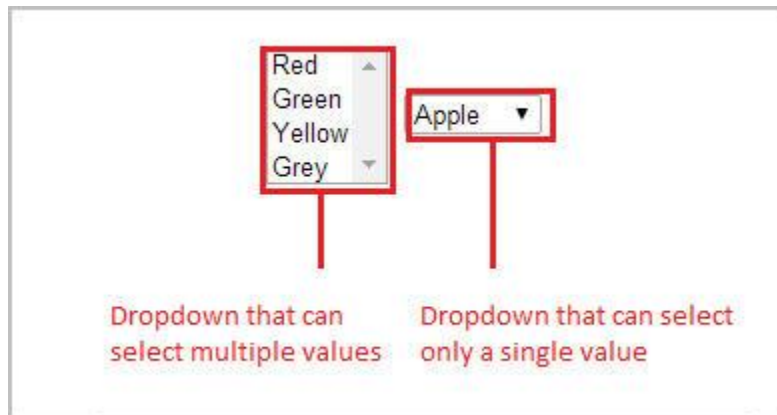 Red
Green
Yellow
Grey
Apple
Dropdown that can
select multiple values
Dropdown that can select
only a single value